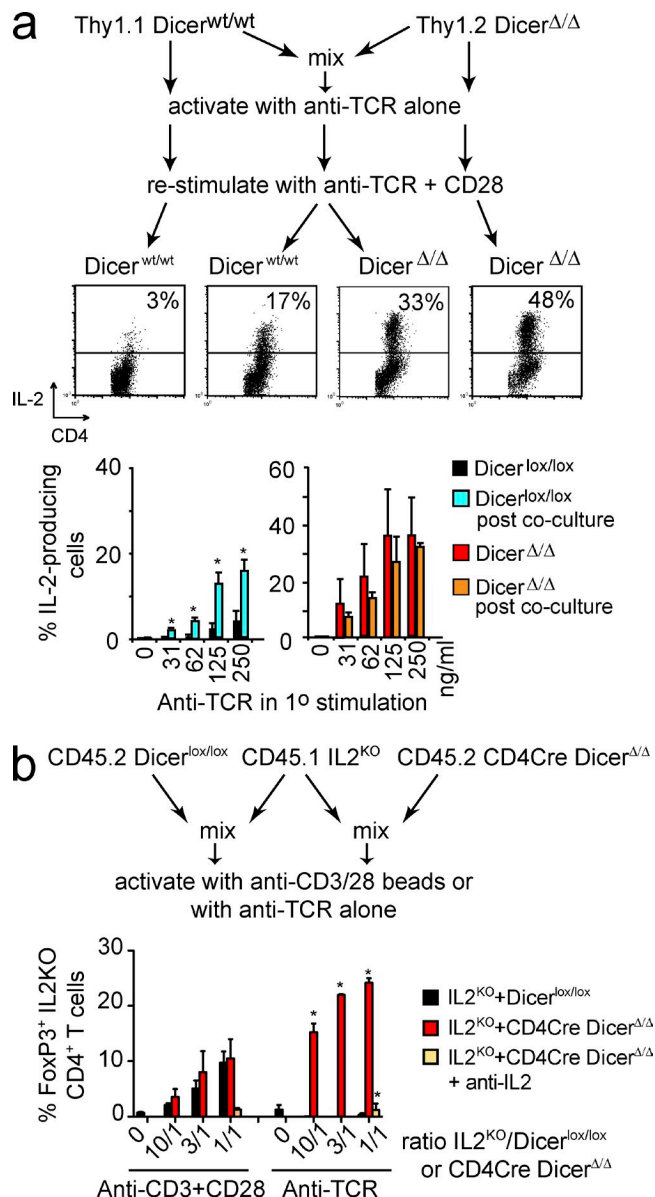 a
Thy1.1 Dicerwt/wt
Thy1.2 DicerΔ/Δ
mix
activate with anti-TCR alone
re-stimulate with anti-TCR + CD28
Dicer wt/wt
Dicer wt/wt
Dicer Δ/Δ
Dicer Δ/Δ
3%
17%
33%
48%
IL-2
CD4
% IL-2-producing
cells
40
20
0
0
31
62
125
250
60
40
20
0
0
31
62
125
250
ng/ml
Anti-TCR in 1º stimulation
* * * *
Dicerlox/lox
Dicerlox/lox
post co-culture
DicerΔ/Δ
DicerΔ/Δ
post co-culture
b
CD45.2 Dicerlox/lox
CD45.1 IL2KO
CD45.2 CD4Cre DicerΔ/Δ
mix
mix
activate with anti-CD3/28 beads or
with anti-TCR alone
% FoxP3+ IL2KO
CD4+ T cells
30
20
10
0
* * * *
0
10/1
3/1
1/1
0
10/1
3/1
1/1
Anti-CD3+CD28
Anti-TCR
IL2KO+Dicerlox/lox
IL2KO+CD4Cre DicerΔ/Δ
IL2KO+CD4Cre DicerΔ/Δ
+ anti-IL2
ratio IL2KO/Dicerlox/lox
or CD4Cre DicerΔ/Δ